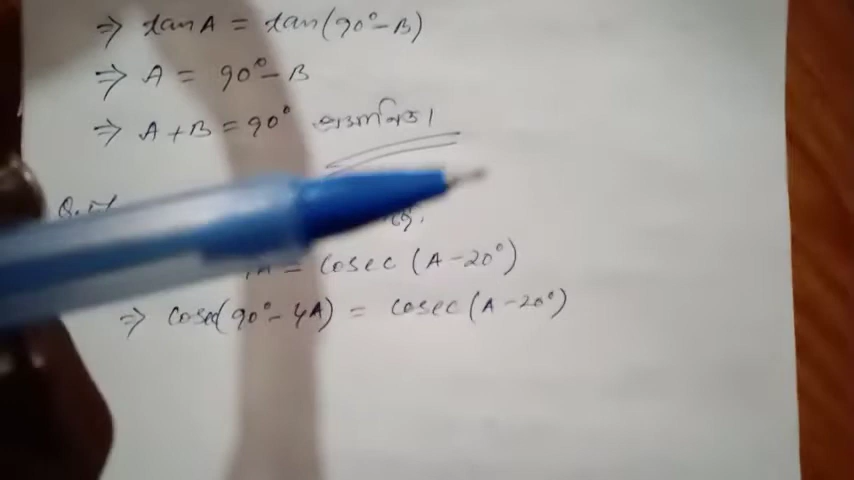 ⇒ tan A = tan(90° - B)
⇒ A = 90° - B
⇒ A + B = 90° প্রমাণিত।
= cosec (A - 20°)
⇒ cosec(90° - 4A) = cosec (A - 20°)